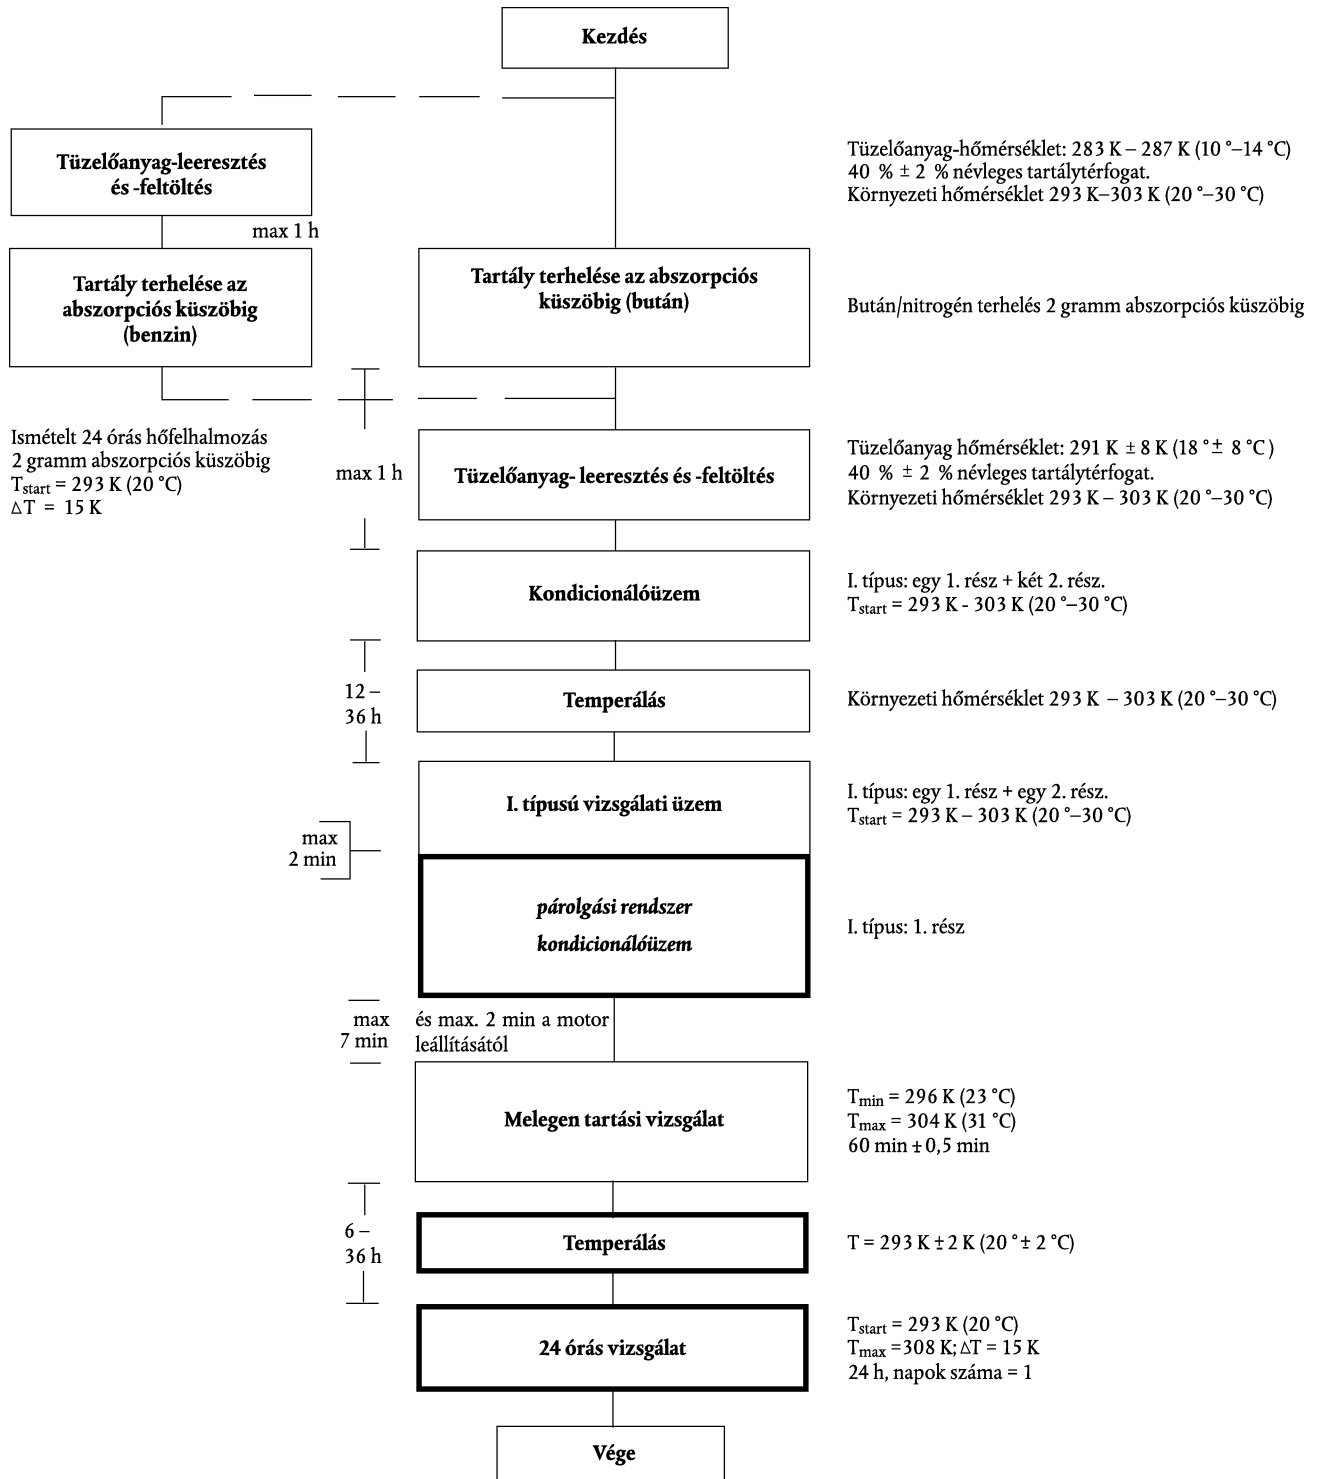 Kezdés
Tüzelőanyag-leeresztés
és -feltöltés
Tüzelőanyag-hőmérséklet: 283 K – 287 K (10 °–14 °C)
40 % ± 2 % névleges tartálytérfogat.
Környezeti hőmérséklet 293 K–303 K (20 °–30 °C)
max 1 h
Tartály terhelése az
abszorpciós küszöbig
(benzin)
Tartály terhelése az abszorpciós
küszöbig (bután)
Bután/nitrogén terhelés 2 gramm abszorpciós küszöbig
Ismételt 24 órás hőfelhalmozás
2 gramm abszorpciós küszöbig
Tstart = 293 K (20 °C)
ΔT = 15 K
max 1 h
Tüzelőanyag- leeresztés és -feltöltés
Tüzelőanyag hőmérséklet: 291 K ± 8 K (18 ° ± 8 °C )
40 % ± 2 % névleges tartálytérfogat.
Környezeti hőmérséklet 293 K – 303 K (20 °–30 °C)
Kondicionálóüzem
I. típus: egy 1. rész + két 2. rész.
Tstart = 293 K - 303 K (20 °–30 °C)
12 –
36 h
Temperálás
Környezeti hőmérséklet 293 K – 303 K (20 °–30 °C)
I. típusú vizsgálati üzem
I. típus: egy 1. rész + egy 2. rész.
Tstart = 293 K – 303 K (20 °–30 °C)
max
2 min
párolgási rendszer
kondicionálóüzem
I. típus: 1. rész
max
7 min
és max. 2 min a motor
leállításától
Melegen tartási vizsgálat
Tmin = 296 K (23 °C)
Tmax = 304 K (31 °C)
60 min ± 0,5 min
6 –
36 h
Temperálás
T = 293 K ± 2 K (20 ° ± 2 °C)
24 órás vizsgálat
Tstart = 293 K (20 °C)
Tmax =308 K; ΔT = 15 K
24 h, napok száma = 1
Vége